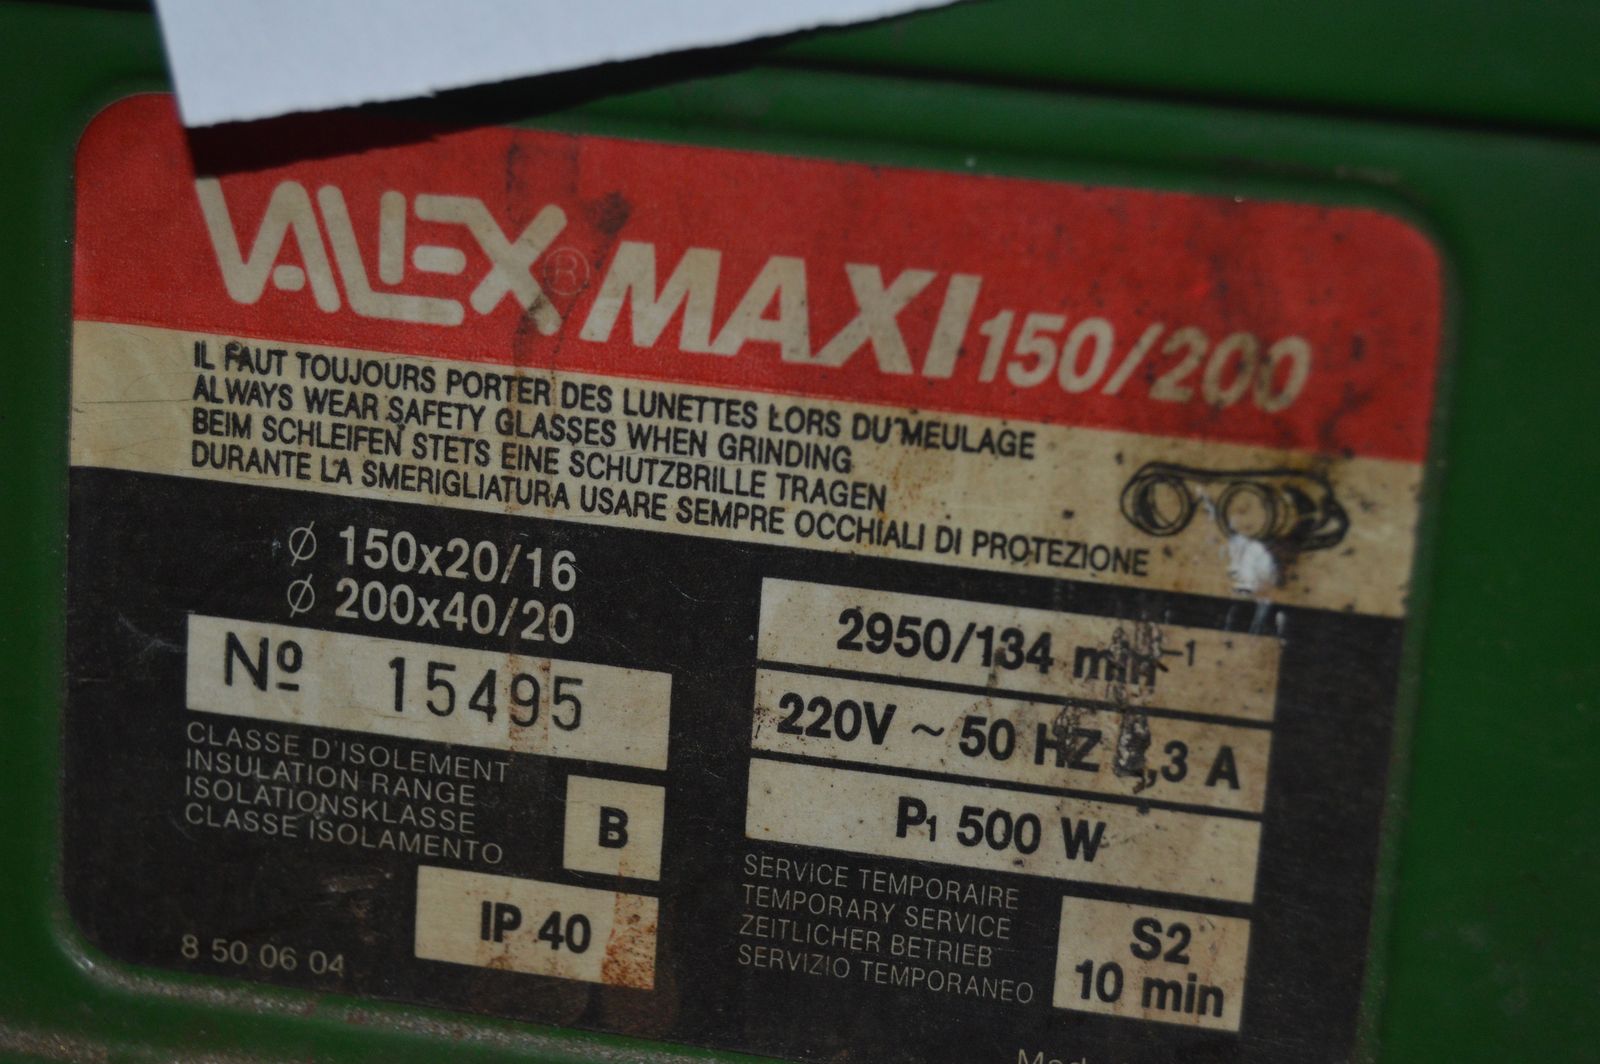 VALEX® MAXI 150/200
IL FAUT TOUJOURS PORTER DES LUNETTES LORS DU MEULAGE
ALWAYS WEAR SAFETY GLASSES WHEN GRINDING
BEIM SCHLEIFEN STETS EINE SCHUTZBRILLE TRAGEN
DURANTE LA SMERIGLIATURA USARE SEMPRE OCCHIALI DI PROTEZIONE
Ø 150x20/16
Ø 200x40/20
Nº 15495
CLASSE D'ISOLEMENT
INSULATION RANGE
ISOLATIONSKLASSE
CLASSE ISOLAMENTO
B
IP 40
8 50 06 04
2950/134 min⁻¹
220V ~ 50 HZ A
P₁ 500 W
SERVICE TEMPORAIRE
TEMPORARY SERVICE
ZEITLICHER BETRIEB
SERVIZIO TEMPORANEO
S2
10 min